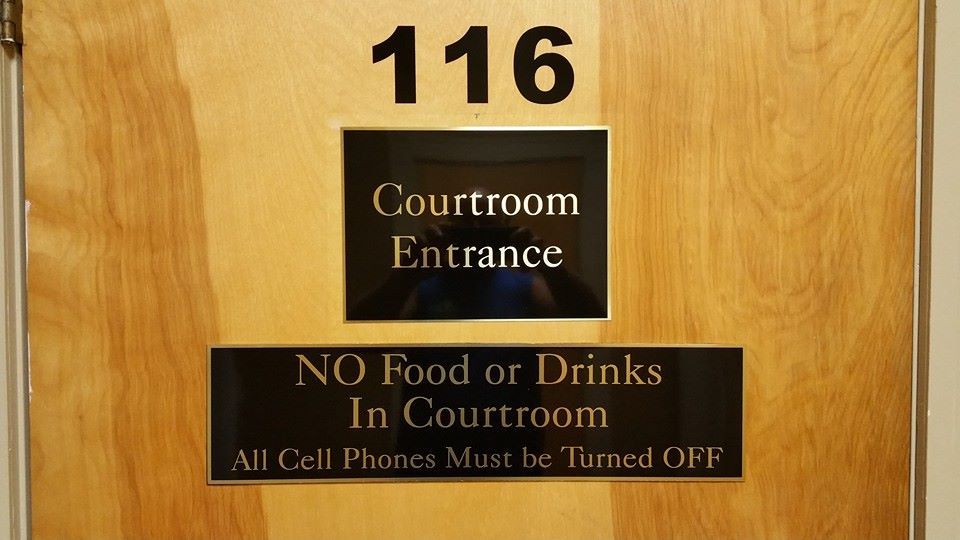 116
Courtroom
Entrance
NO Food or Drinks
In Courtroom
All Cell Phones Must be Turned OFF